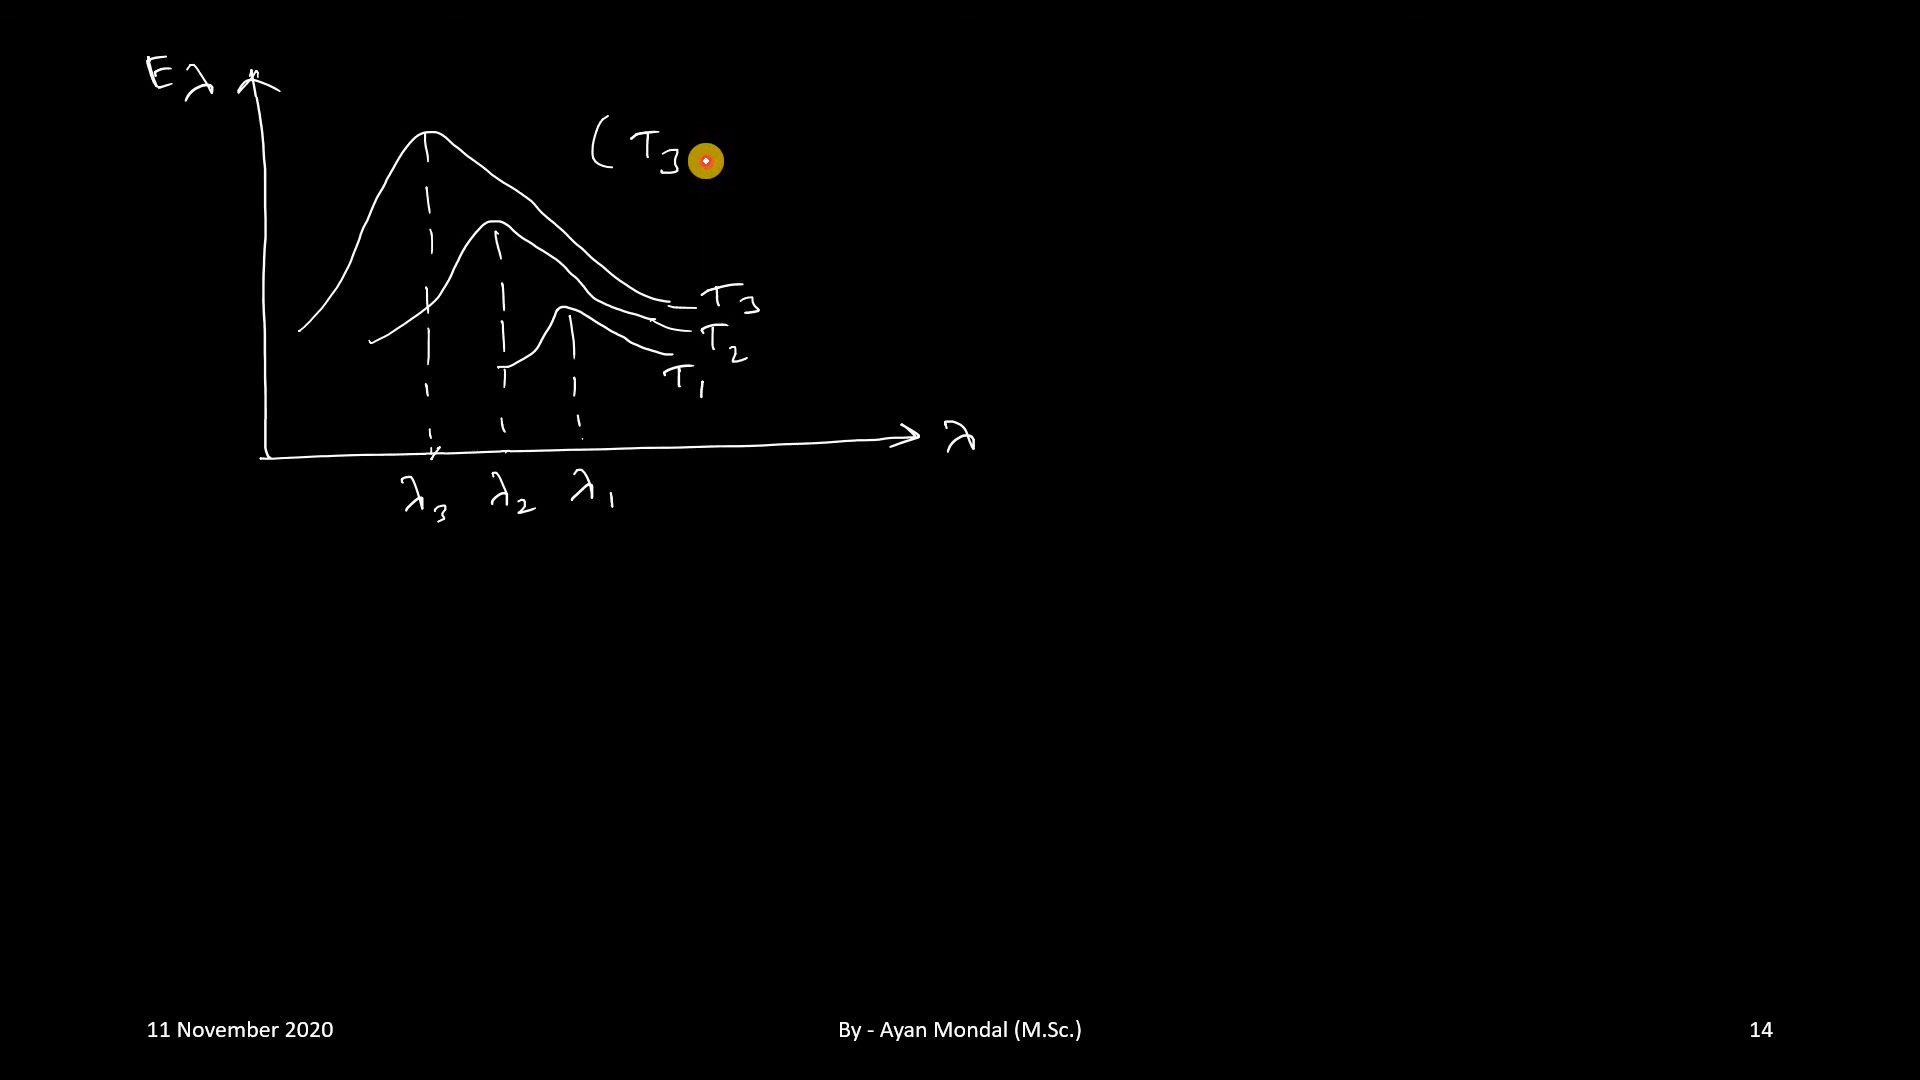 Eλ
(T3
T3
T2
T1
λ
λ3 λ2 λ1
11 November 2020 By - Ayan Mondal (M.Sc.) 14